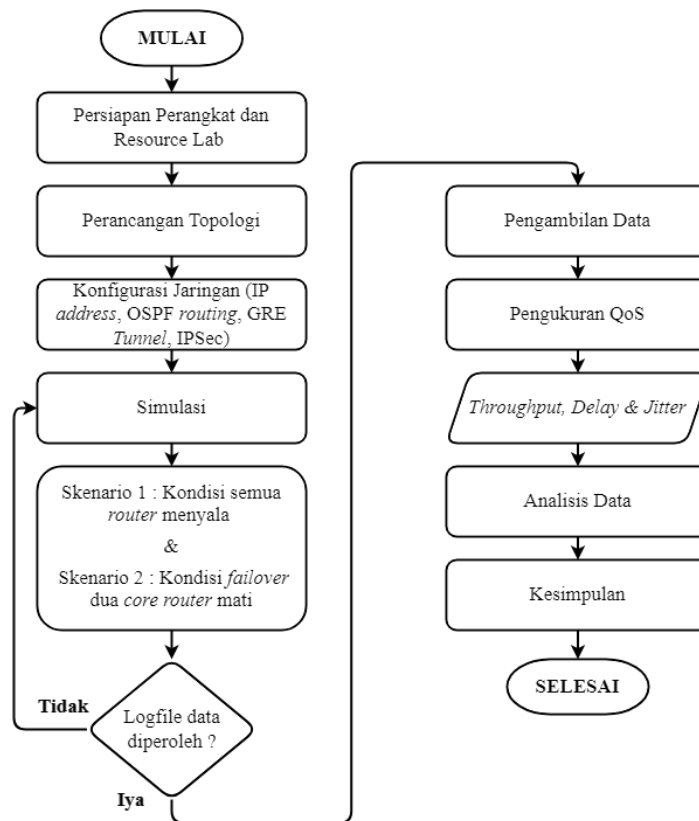 MULAI
Persiapan Perangkat dan
Resource Lab
Perancangan Topologi
Konfigurasi Jaringan (IP
address, OSPF routing, GRE
Tunnel, IPSec)
Simulasi
Skenario 1 : Kondisi semua
router menyala
&
Skenario 2 : Kondisi failover
dua core router mati
Tidak
Logfile data
diperoleh ?
Iya
Pengambilan Data
Pengukuran QoS
Throughput, Delay & Jitter
Analisis Data
Kesimpulan
SELESAI